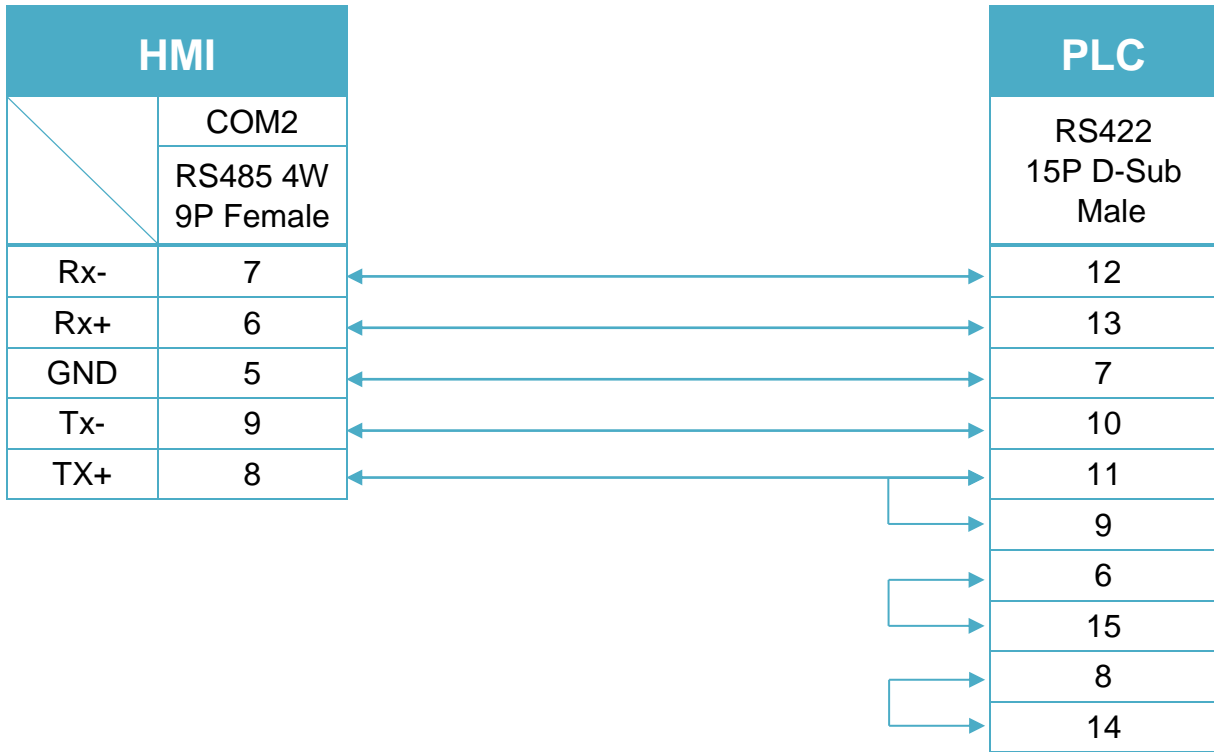 HMI
PLC
COM2
RS485 4W
9P Female
RS422
15P D-Sub
Male
Rx- 7 12
Rx+ 6 13
GND 5 7
Tx- 9 10
TX+ 8 11
9
6
15
8
14